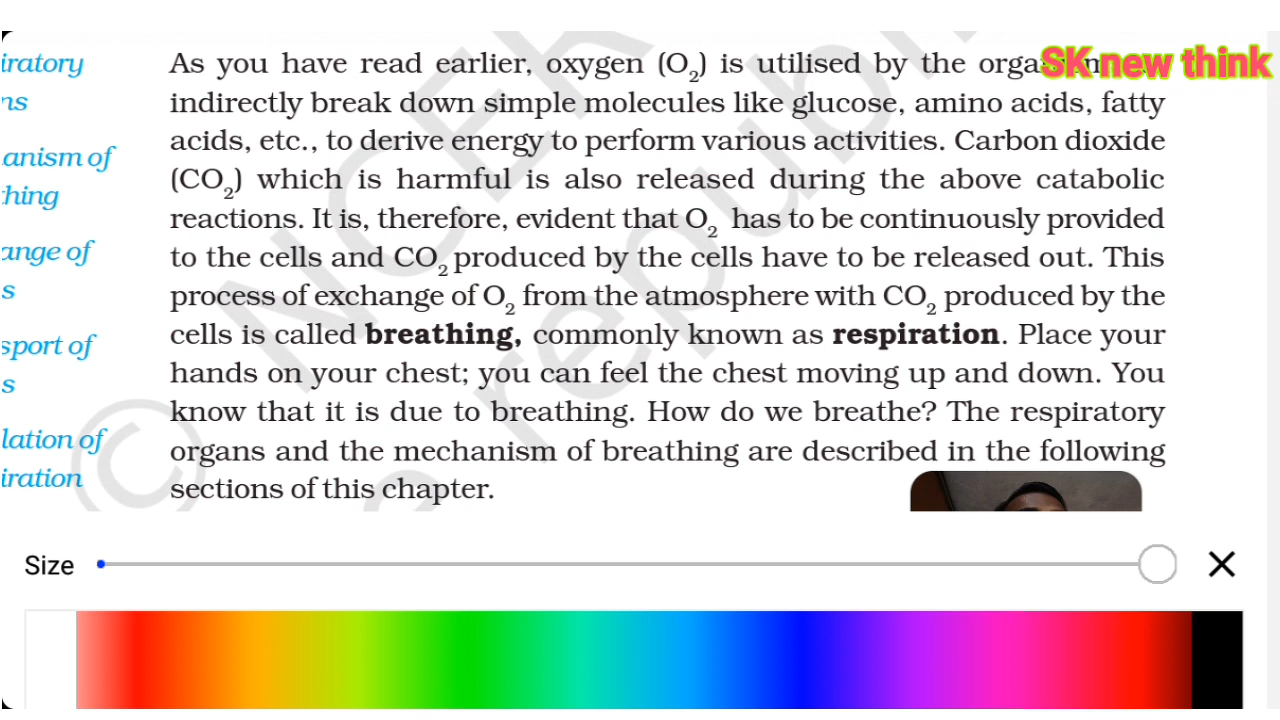 iratory
ns
anism of
hing
ange of
s
sport of
s
lation of
iration
As you have read earlier, oxygen (O₂) is utilised by the
SK new think
indirectly break down simple molecules like glucose, amino acids, fatty
acids, etc., to derive energy to perform various activities. Carbon dioxide
(CO₂) which is harmful is also released during the above catabolic
reactions. It is, therefore, evident that O₂ has to be continuously provided
to the cells and CO₂ produced by the cells have to be released out. This
process of exchange of O₂ from the atmosphere with CO₂ produced by the
cells is called breathing, commonly known as respiration. Place your
hands on your chest; you can feel the chest moving up and down. You
know that it is due to breathing. How do we breathe? The respiratory
organs and the mechanism of breathing are described in the following
sections of this chapter.
© NCER
republi
Size